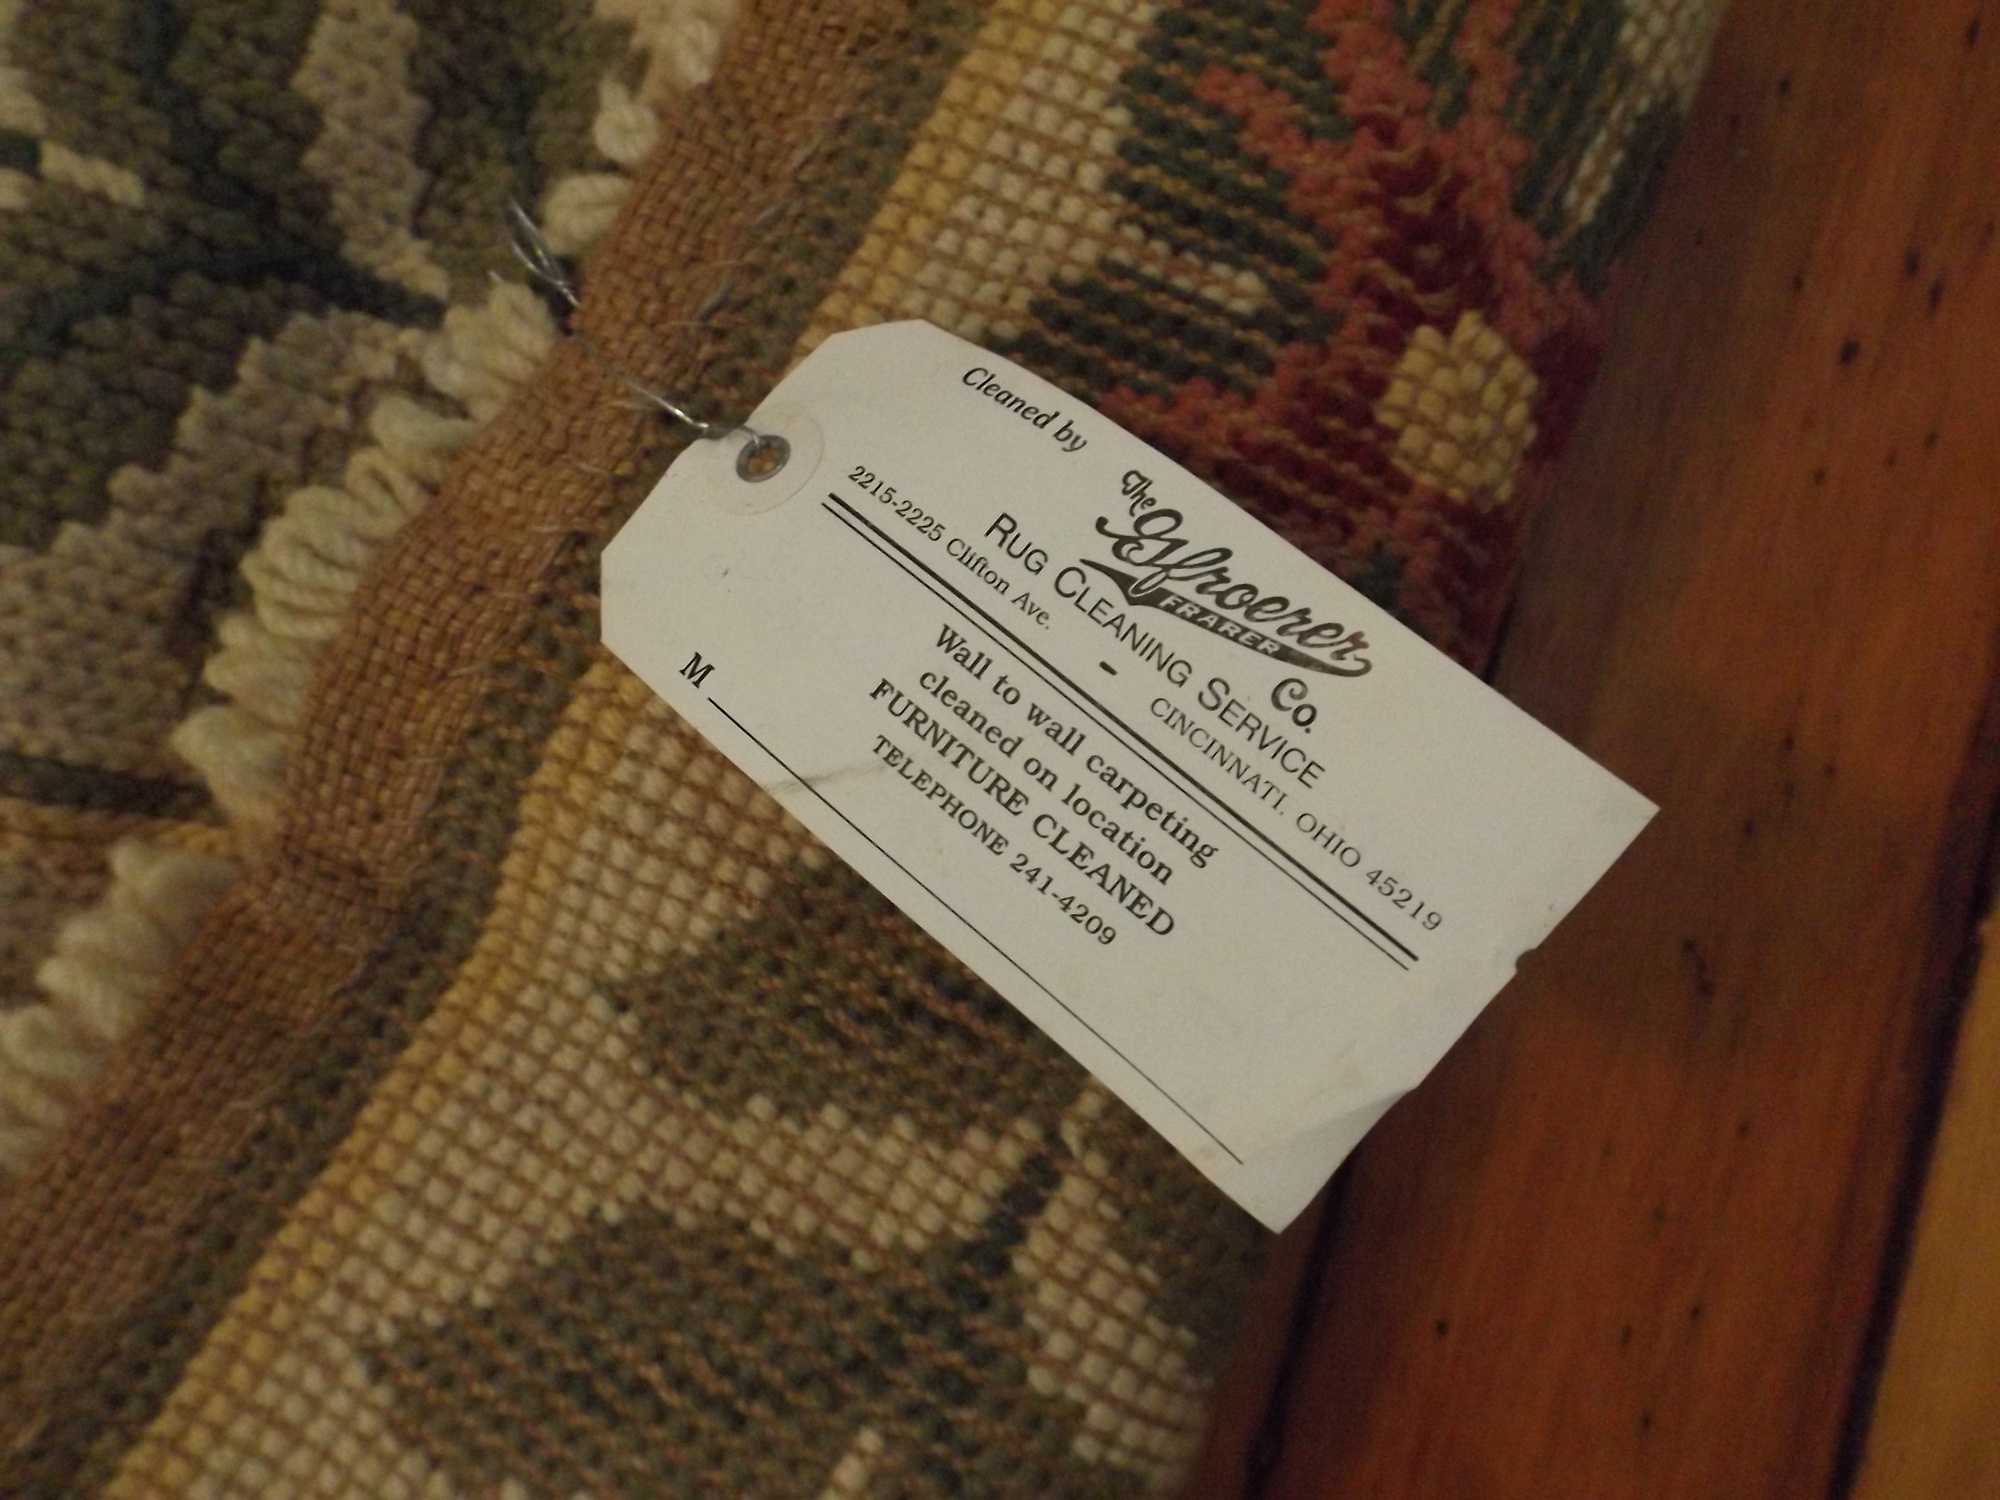 Cleaned by
The Gfroerer Co.
FRARER
RUG CLEANING SERVICE
2215-2225 Clifton Ave. - CINCINNATI, OHIO 45219
Wall to wall carpeting
cleaned on location
FURNITURE CLEANED
TELEPHONE 241-4209
M